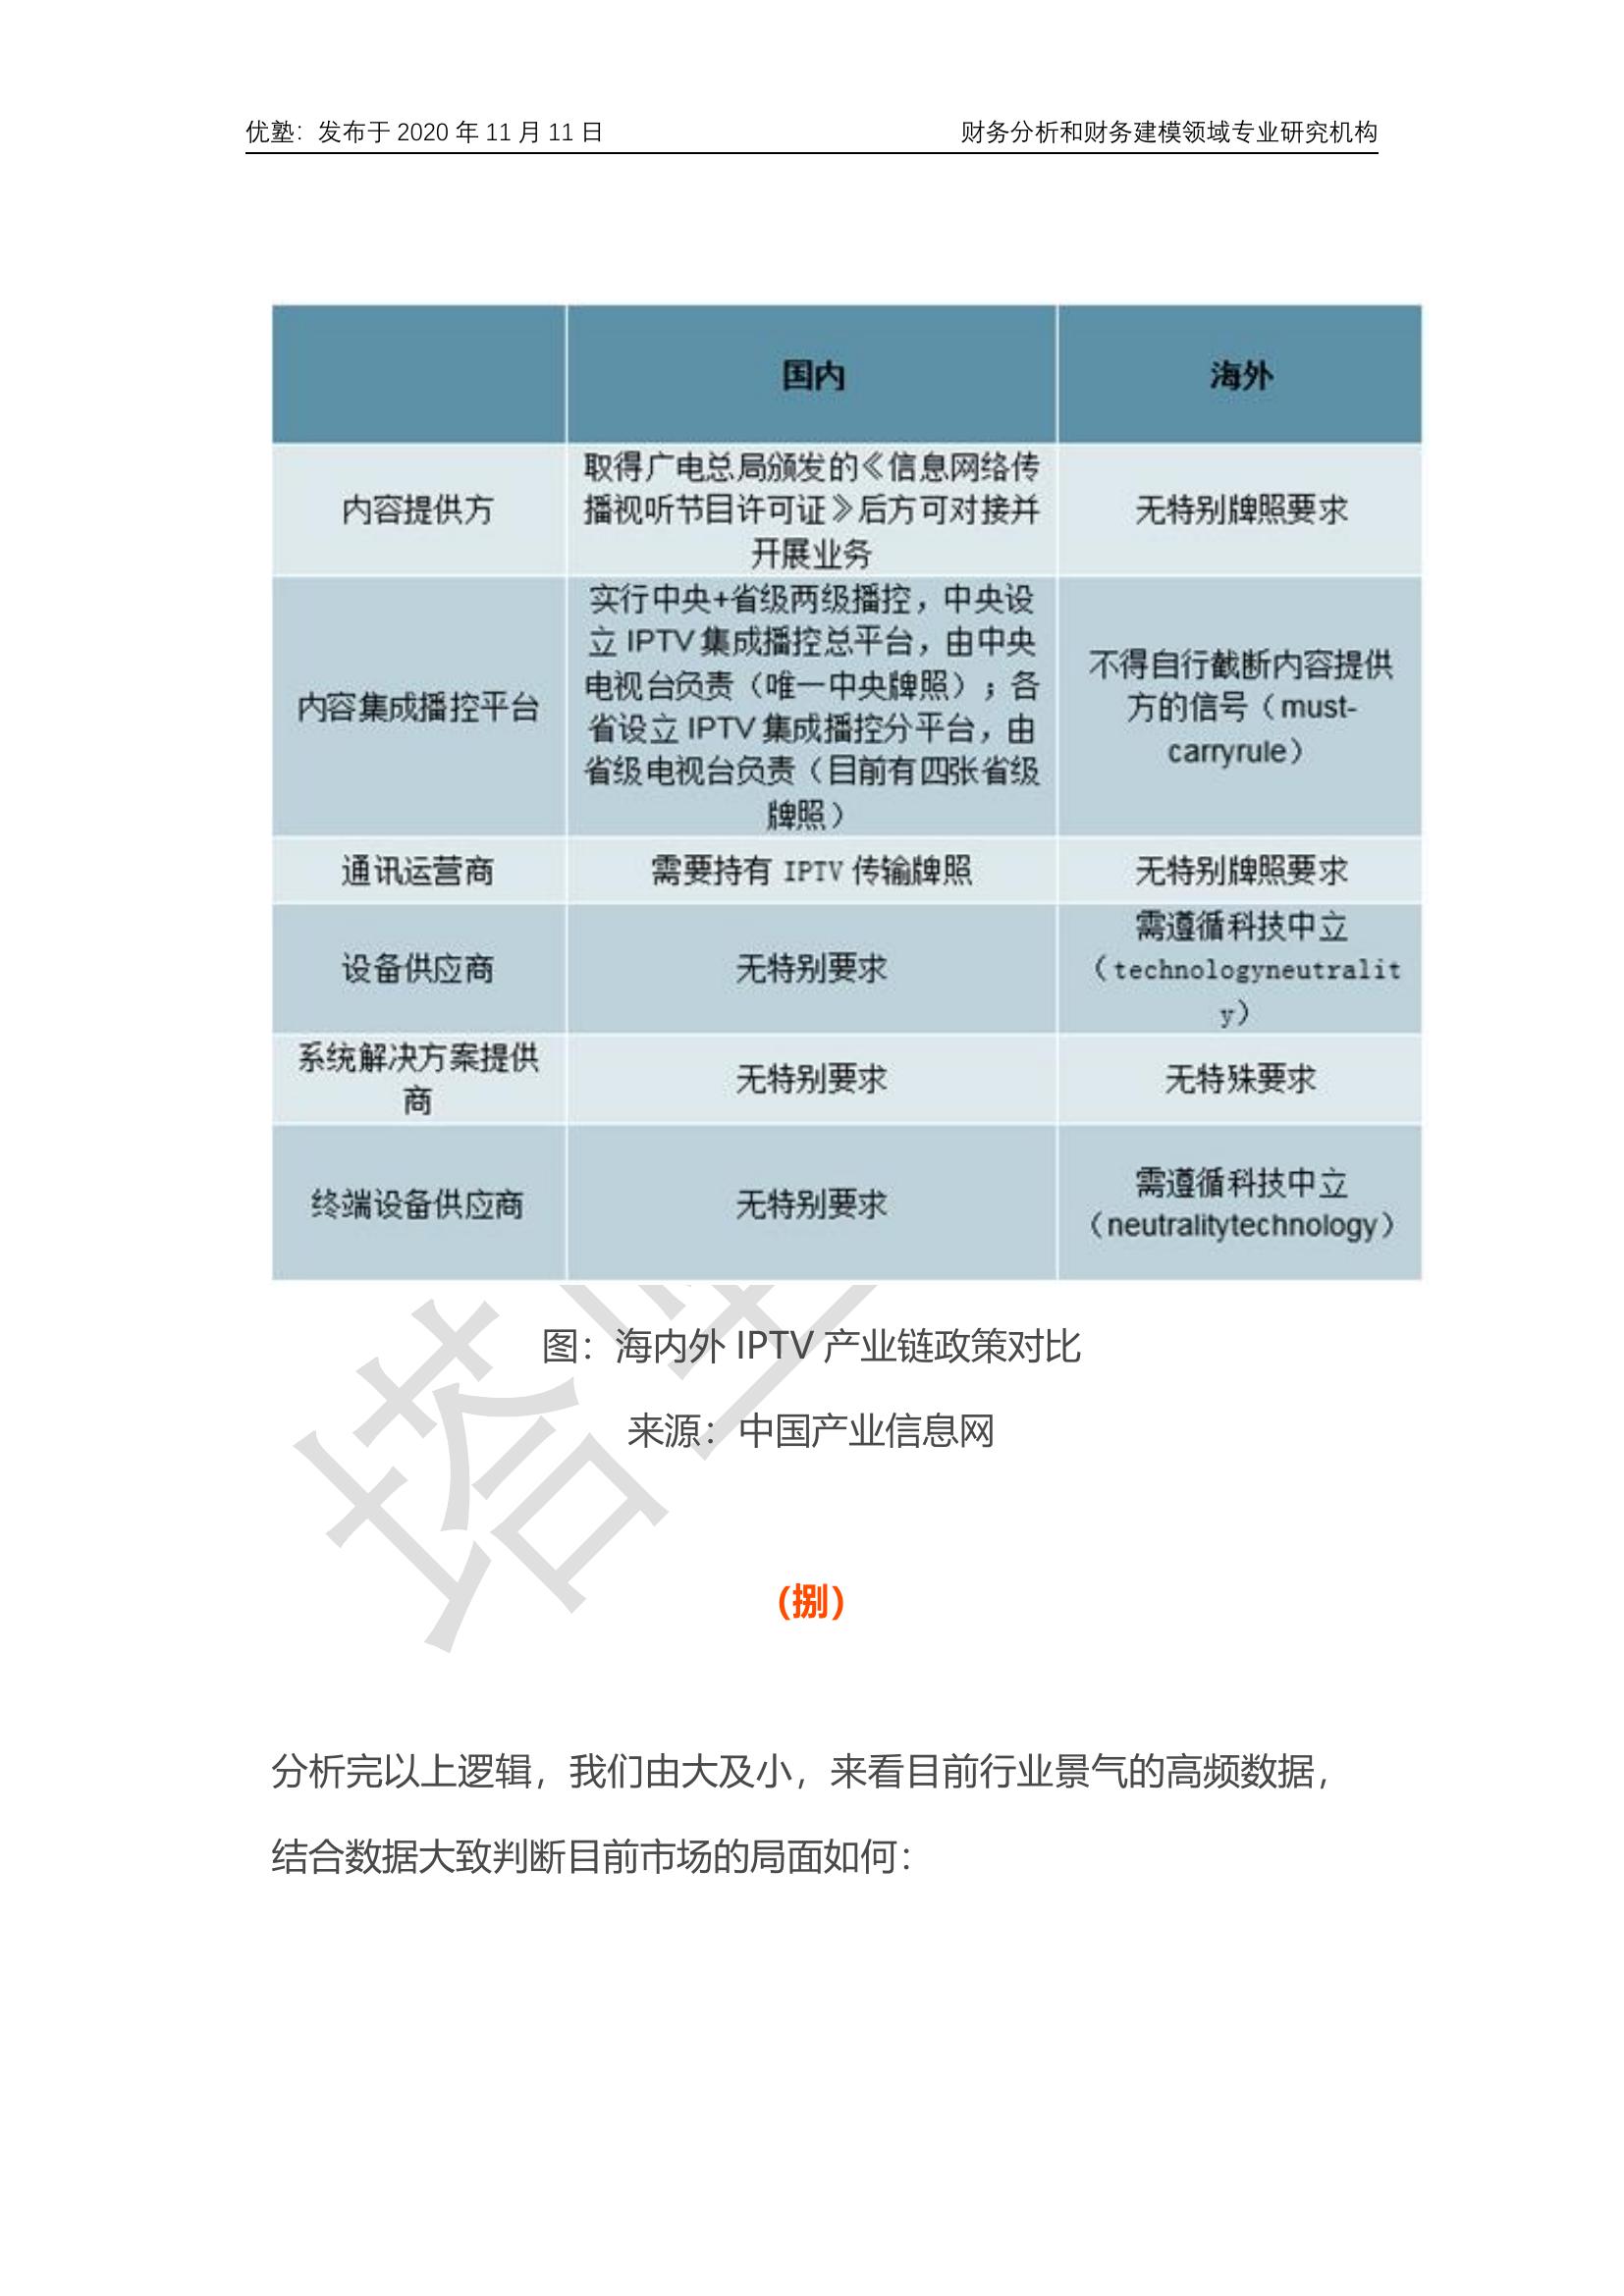 优塾：发布于 2020 年 11 月 11 日
财务分析和财务建模领域专业研究机构
国内
海外
内容提供方
取得广电总局颁发的《信息网络传
播视听节目许可证》后方可对接并
开展业务
无特别牌照要求
内容集成播控平台
实行中央+省级两级播控，中央设
立 IPTV 集成播控总平台，由中央
电视台负责（唯一中央牌照）；各
省设立 IPTV 集成播控分平台，由
省级电视台负责（目前有四张省级
牌照）
不得自行截断内容提供
方的信号（must-
carryrule）
通讯运营商
需要持有 IPTV 传输牌照
无特别牌照要求
设备供应商
无特别要求
需遵循科技中立
（technologyneutralit
y）
系统解决方案提供
商
无特别要求
无特殊要求
终端设备供应商
无特别要求
需遵循科技中立
（neutralitytechnology）
图：海内外 IPTV 产业链政策对比
来源：中国产业信息网
塔
(捌)
分析完以上逻辑，我们由大及小，来看目前行业景气的高频数据，
结合数据大致判断目前市场的局面如何：